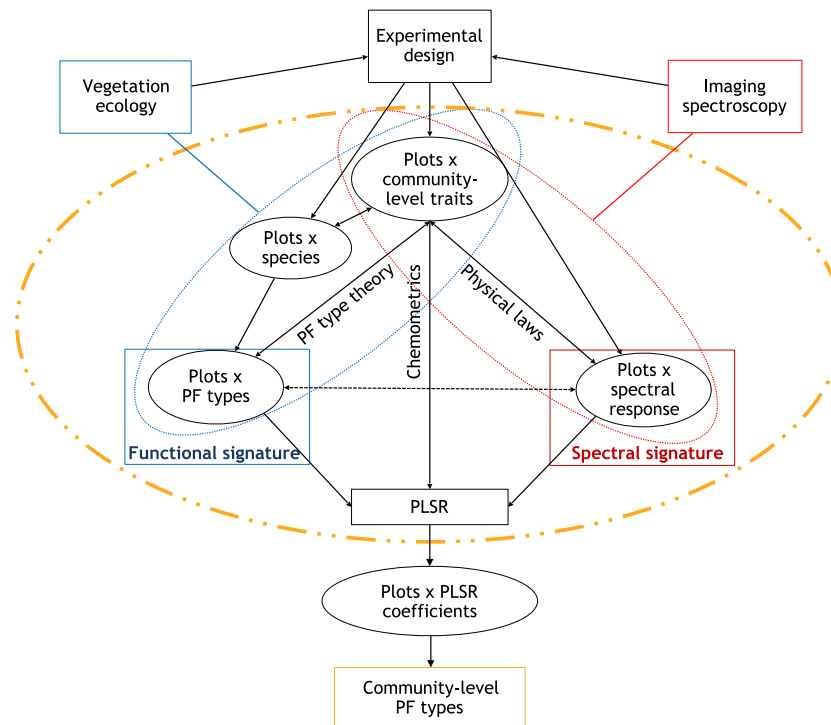 Experimental
design
Vegetation
ecology
Imaging
spectroscopy
Plots x
community-
level traits
Plots x
species
PF type theory
Chemometrics
Physical laws
Plots x
PF types
Plots x
spectral
response
Functional signature
Spectral signature
PLSR
Plots x PLSR
coefficients
Community-level
PF types